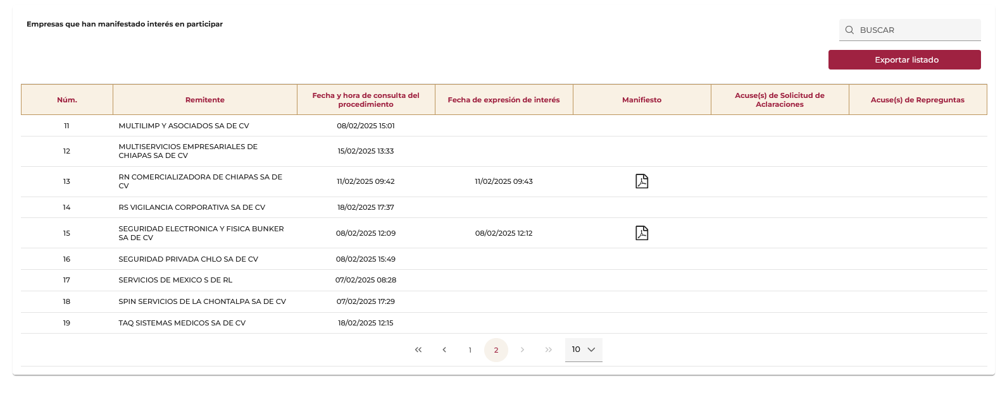 Empresas que han manifestado interés en participar
BUSCAR
Exportar listado
Núm.
Remitente
Fecha y hora de consulta del
procedimiento
Fecha de expresión de interés
Manifiesto
Acuse(s) de Solicitud de
Aclaraciones
Acuse(s) de Repreguntas
11 MULTILIMP Y ASOCIADOS SA DE CV 08/02/2025 15:01
12 MULTISERVICIOS EMPRESARIALES DE
CHIAPAS SA DE CV 15/02/2025 13:33
13 RN COMERCIALIZADORA DE CHIAPAS SA DE
CV 11/02/2025 09:42 11/02/2025 09:43
14 RS VIGILANCIA CORPORATIVA SA DE CV 18/02/2025 17:37
15 SEGURIDAD ELECTRONICA Y FISICA BUNKER
SA DE CV 08/02/2025 12:09 08/02/2025 12:12
16 SEGURIDAD PRIVADA CHLO SA DE CV 08/02/2025 15:49
17 SERVICIOS DE MEXICO S DE RL 07/02/2025 08:28
18 SPIN SERVICIOS DE LA CHONTALPA SA DE CV 07/02/2025 17:29
19 TAQ SISTEMAS MEDICOS SA DE CV 18/02/2025 12:15
1 2 10